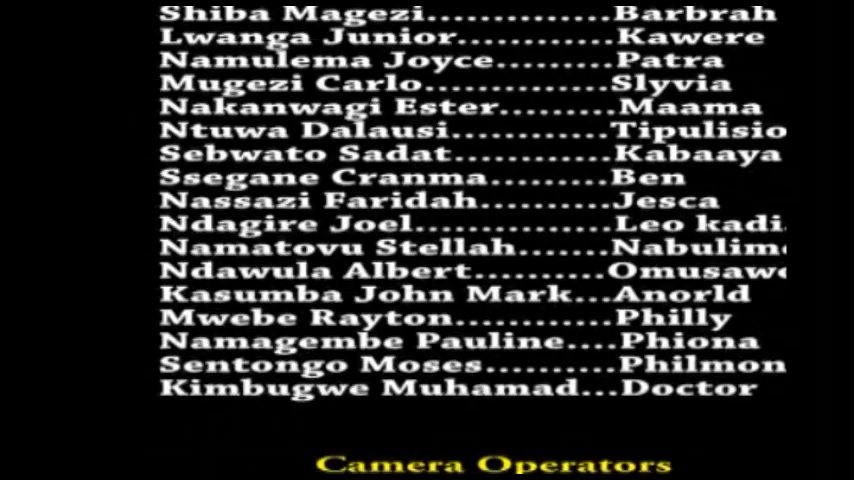 Shiba Magezi..............Barbrah
Lwanga Junior............Kawere
Namulema Joyce.........Patra
Mugezi Carlo..............Slyvia
Nakanwagi Ester.........Maama
Ntuwa Dalausi............Tipulisio
Sebwato Sadat............Kabaaya
Ssegane Cranma.........Ben
Nassazi Faridah..........Jesca
Ndagire Joel...............Leo kadi
Namatovu Stellah.......
Ndawula Albert..........
Kasumba John Mark...Anorld
Mwebe Rayton............Philly
Namagembe Pauline....Phiona
Sentongo Moses..........Philmon
Kimbugwe Muhamad...Doctor
Camera Operators